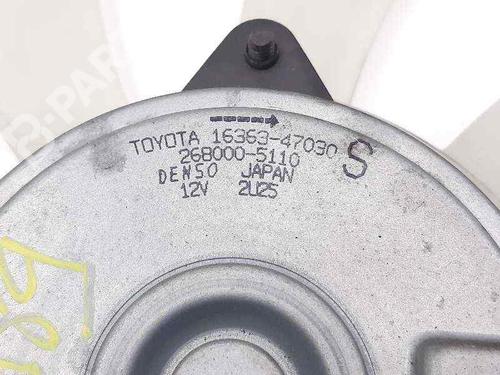 TOYOTA 16363-47030
268000-5110 S
DENSO JAPAN
12V 2U25